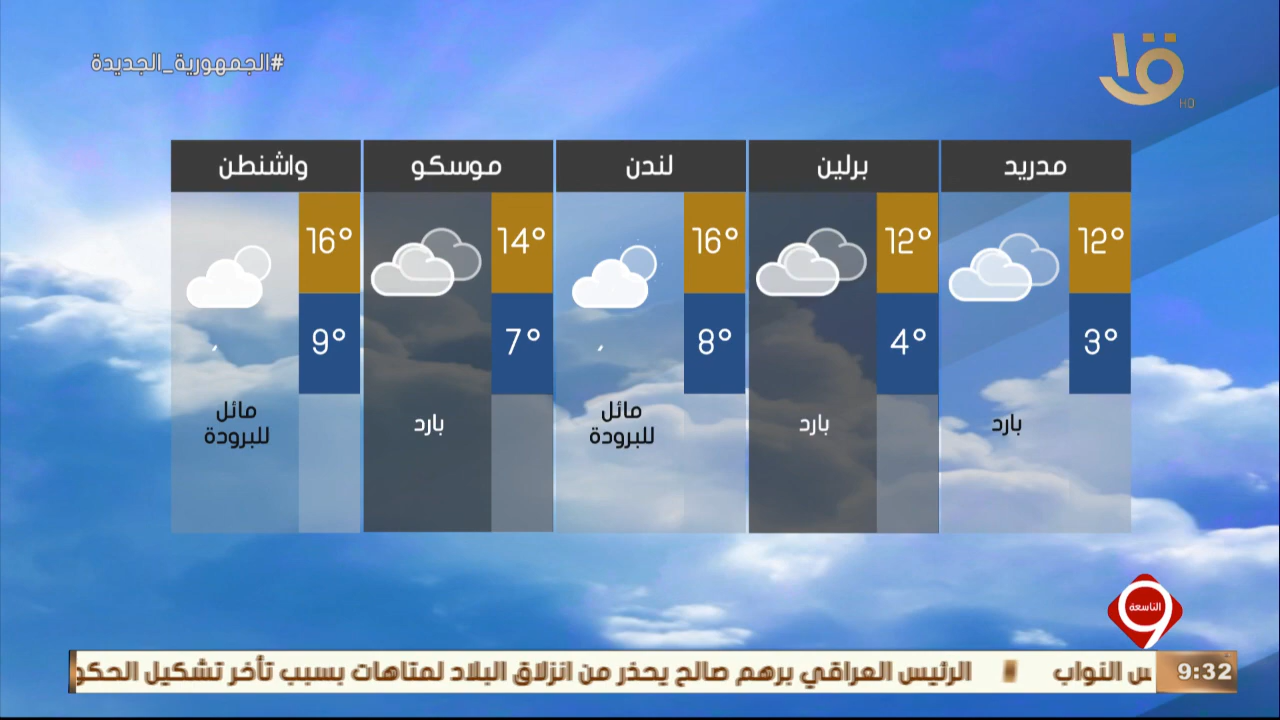 #الجمهورية_الجديدة
HD
مدريد
12°
3°
بارد
برلين
12°
4°
بارد
لندن
16°
8°
مائل
للبرودة
موسكو
14°
7°
بارد
واشنطن
16°
9°
مائل
للبرودة
التاسعة
9
9:32
س النواب
الرئيس العراقي برهم صالح يحذر من انزلاق البلاد لمتاهات بسبب تأخر تشكيل الحكو